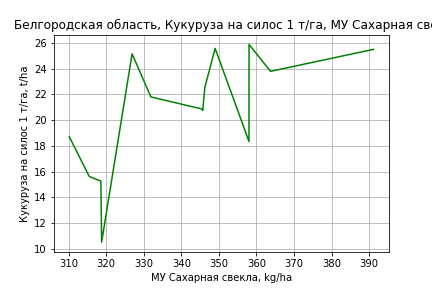 Белгородская область, Кукуруза на силос 1 т/га, МУ Сахарная све
26
24
22
20
18
16
14
12
10
Кукуруза на силос 1 т/га, t/ha
310 320 330 340 350 360 370 380 390
МУ Сахарная свекла, kg/ha